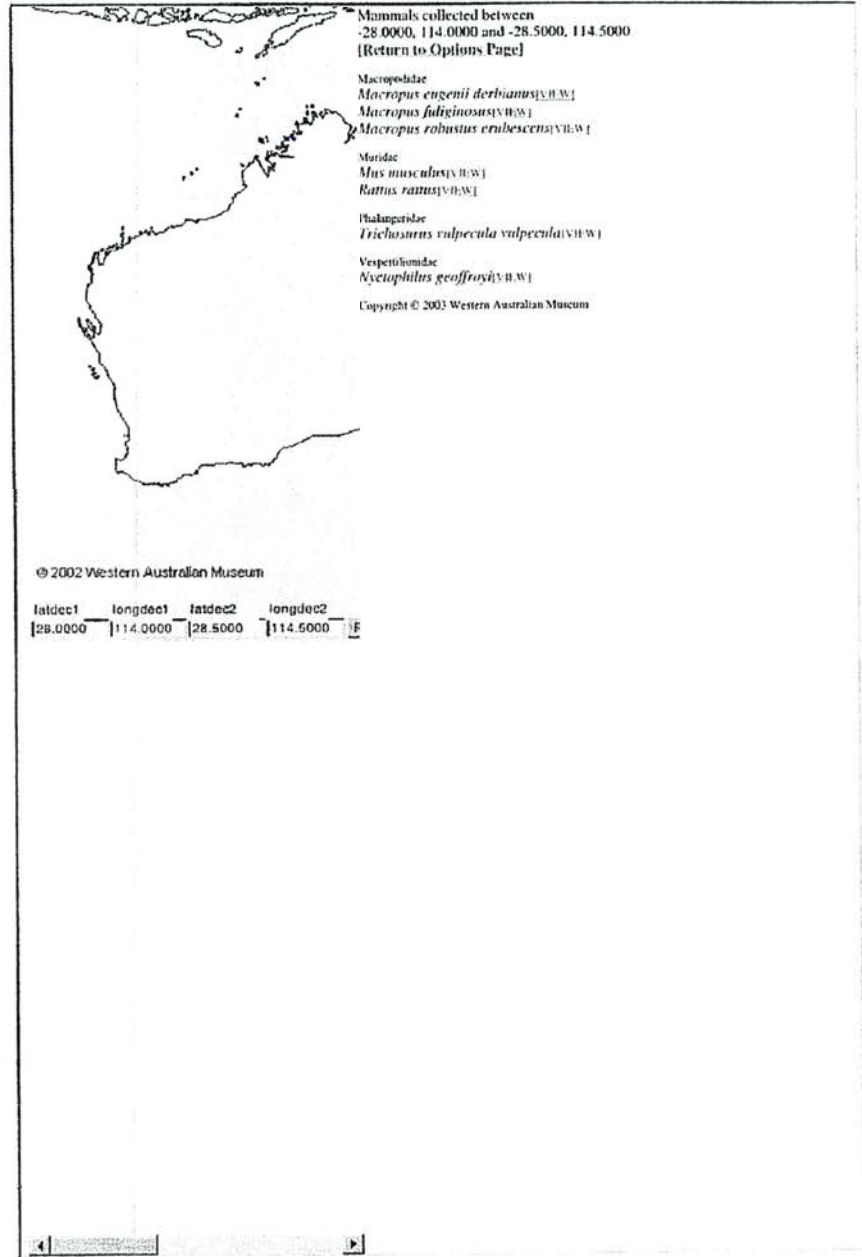 Mammals collected between
-28.0000, 114.0000 and -28.5000, 114.5000
[Return to Options Page]
Macropodidae
Macropus eugenii derbianus[VIEW]
Macropus fuliginosus[VIEW]
Macropus robustus erubescens[VIEW]
Muridae
Mus musculus[VIEW]
Rattus rattus[VIEW]
Phalangeridae
Trichosurus vulpecula vulpecula[VIEW]
Vespertilionidae
Nyctophilus geoffroyi[VIEW]
Copyright © 2003 Western Australian Museum
© 2002 Western Australian Museum
latdec1 longdec1 latdec2 longdec2
28.0000 114.0000 28.5000 114.5000